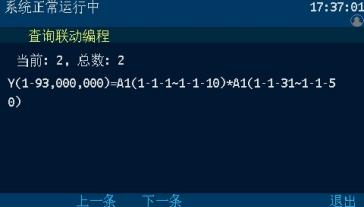 系统正常运行中 17:37:01
查询联动编程
当前: 2, 总数: 2
Y(1-93,000,000)=A1(1-1-1~1-1-10)*A1(1-1-31~1-1-5
0)
上一条 下一条 退出